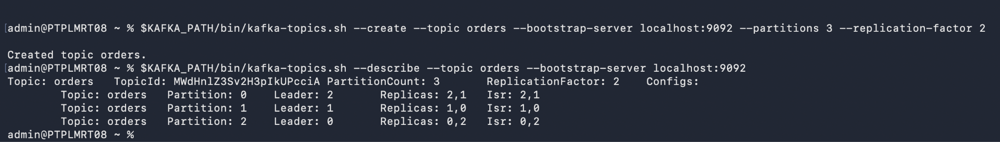 [admin@PTPLMRT08 ~ % $KAFKA_PATH/bin/kafka-topics.sh --create --topic orders --bootstrap-server localhost:9092 --partitions 3 --replication-factor 2
Created topic orders.
[admin@PTPLMRT08 ~ % $KAFKA_PATH/bin/kafka-topics.sh --describe --topic orders --bootstrap-server localhost:9092
Topic: orders TopicId: MWdHnlZ3Sv2H3pIkUPcciA PartitionCount: 3 ReplicationFactor: 2 Configs:
Topic: orders Partition: 0 Leader: 2 Replicas: 2,1 Isr: 2,1
Topic: orders Partition: 1 Leader: 1 Replicas: 1,0 Isr: 1,0
Topic: orders Partition: 2 Leader: 0 Replicas: 0,2 Isr: 0,2
admin@PTPLMRT08 ~ %